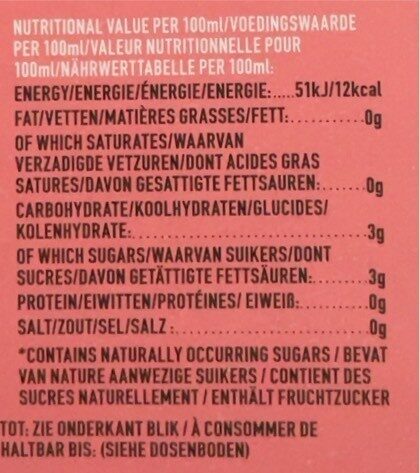 NUTRITIONAL VALUE PER 100ml/VOEDINGSWAARDE
PER 100ml/VALEUR NUTRITIONNELLE POUR
100ml/NÄHRWERTTABELLE PER 100ml:
ENERGY/ENERGIE/ÉNERGIE/ENERGIE:.....51kJ/12kcal
FAT/VETTEN/MATIÈRES GRASSES/FETT:............0g
OF WHICH SATURATES/WAARVAN
VERZADIGDE VETZUREN/DONT ACIDES GRAS
SATURES/DAVON GESATTIGTE FETTSAUREN:.......0g
CARBOHYDRATE/KOOLHYDRATEN/GLUCIDES/
KOLENHYDRATE:...................................3g
OF WHICH SUGARS/WAARVAN SUIKERS/DONT
SUCRES/DAVON GETÄTTIGTE FETTSÄUREN:........3g
PROTEIN/EIWITTEN/PROTÉINES/ EIWEIß:..........0g
SALT/ZOUT/SEL/SALZ :.............................0g
*CONTAINS NATURALLY OCCURRING SUGARS / BEVAT
VAN NATURE AANWEZIGE SUIKERS / CONTIENT DES
SUCRES NATURELLEMENT / ENTHÄLT FRUCHTZUCKER
TOT: ZIE ONDERKANT BLIK / À CONSOMMER DE
HALTBAR BIS: (SIEHE DOSENBODEN)